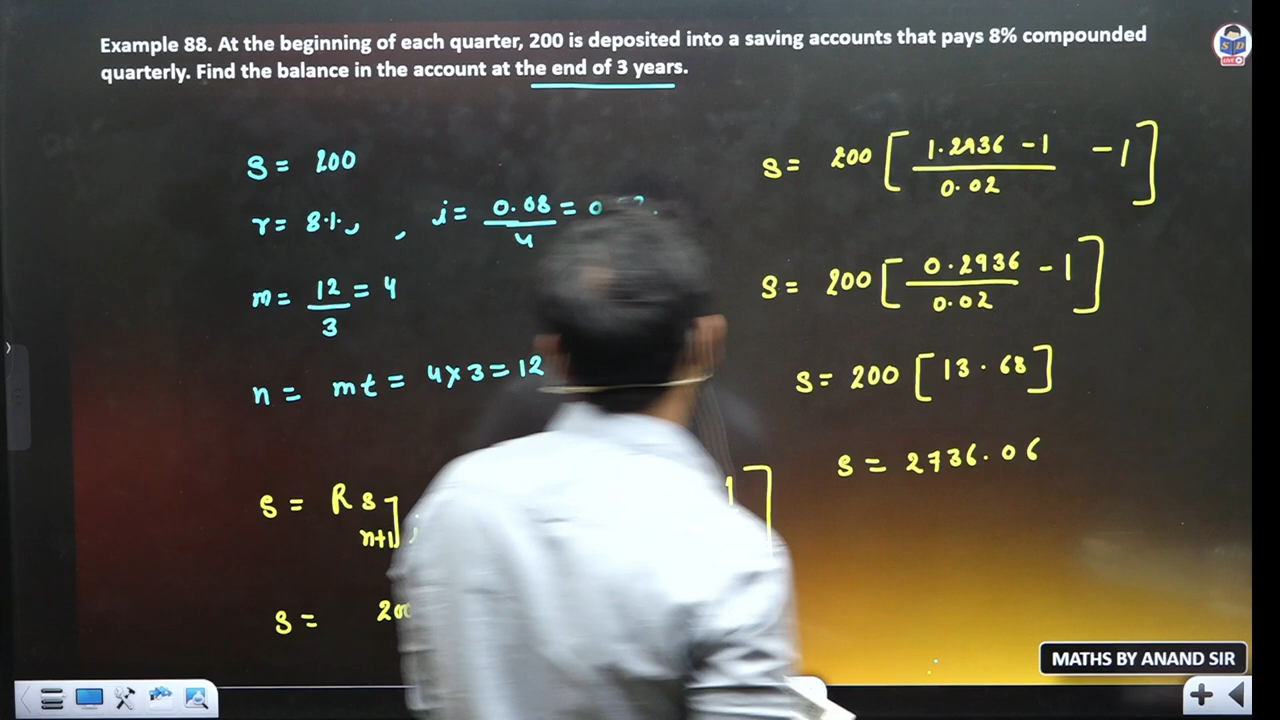 Example 88. At the beginning of each quarter, 200 is deposited into a saving accounts that pays 8% compounded
quarterly. Find the balance in the account at the end of 3 years.
S = 200
r = 8%, , i = 0.08/4 = 0
m = 12/3 = 4
n = mt = 4×3 = 12
S = R s n+1
S =
S = 200 [ 1.2936 - 1 / 0.02 - 1 ]
S = 200 [ 0.2936 / 0.02 - 1 ]
S = 200 [ 13.68 ]
S = 2736.06
MATHS BY ANAND SIR